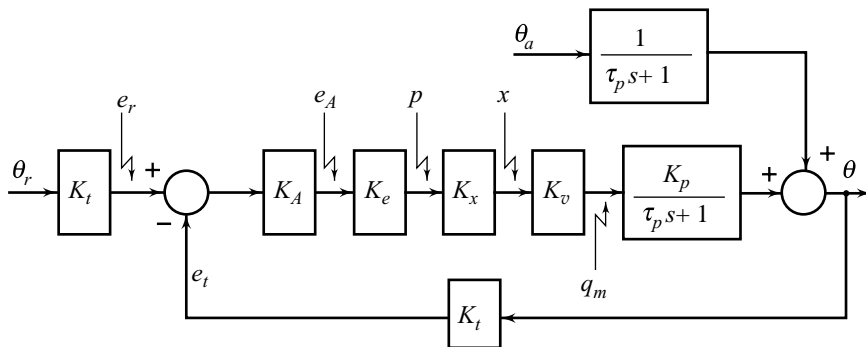 θ_a
1
τ_p s + 1
e_r
e_A
p
x
θ_r
K_t
+
−
K_A
K_e
K_x
K_v
K_p
τ_p s + 1
+
+
θ
e_t
q_m
K_t